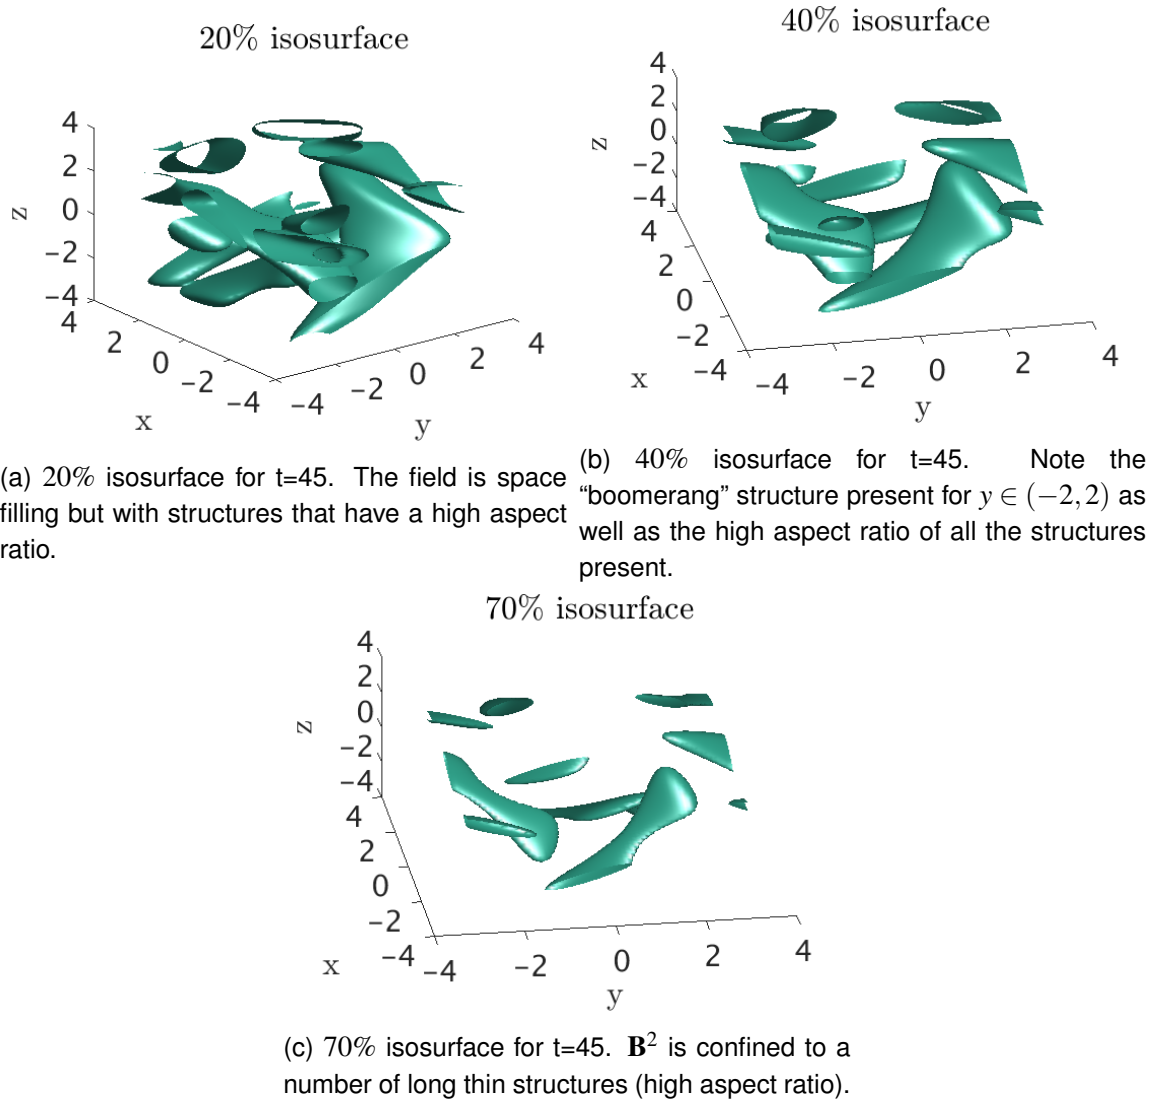 20% isosurface
4
2
0
−2
−4
z
4
2
0
−2
−4
x
−4
−2
0
2
4
y
(a) 20% isosurface for t=45. The field is space
filling but with structures that have a high aspect
ratio.
40% isosurface
4
2
0
−2
−4
z
4
2
0
−2
−4
x
−4
−2
0
2
4
y
(b) 40% isosurface for t=45. Note the
“boomerang” structure present for y ∈ (−2,2) as
well as the high aspect ratio of all the structures
present.
70% isosurface
4
2
0
−2
−4
z
4
2
0
−2
−4
x
−4
−2
0
2
4
y
(c) 70% isosurface for t=45. B² is confined to a
number of long thin structures (high aspect ratio).